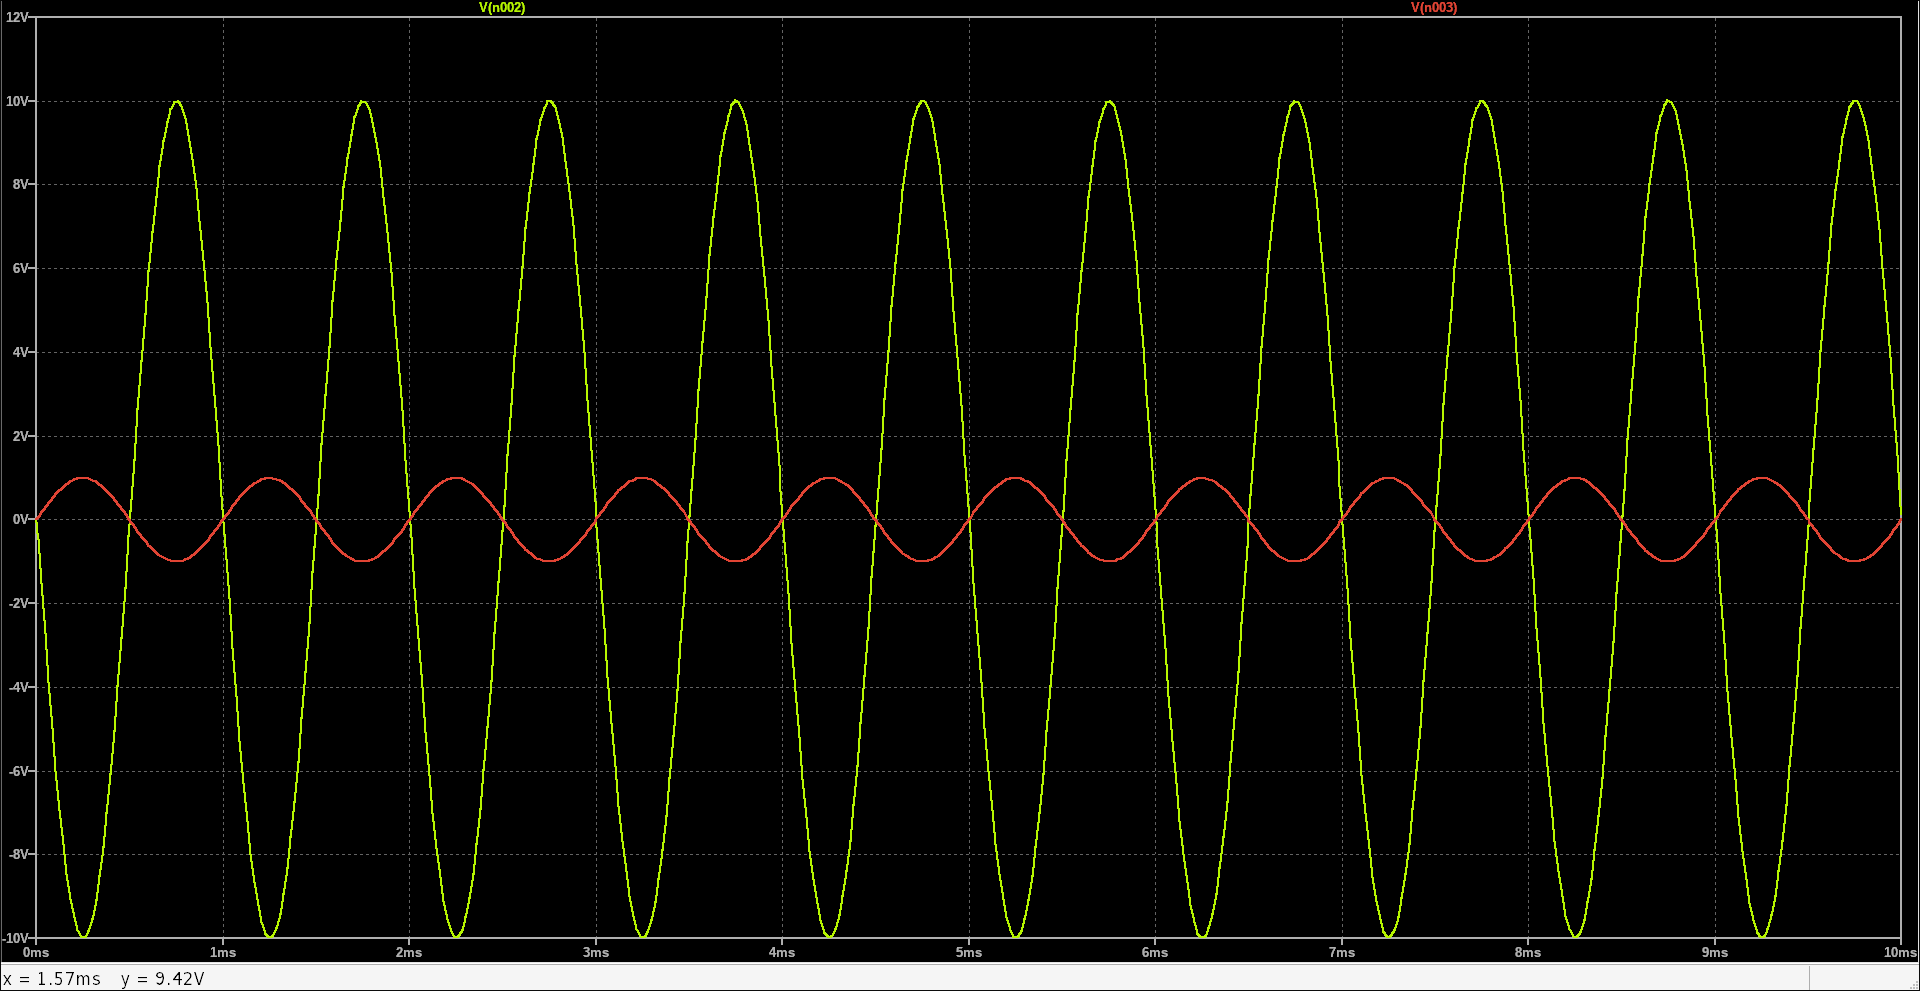 V(n002) V(n003)
12V
10V
8V
6V
4V
2V
0V
-2V
-4V
-6V
-8V
-10V
0ms 1ms 2ms 3ms 4ms 5ms 6ms 7ms 8ms 9ms 10ms
x = 1.57ms y = 9.42V